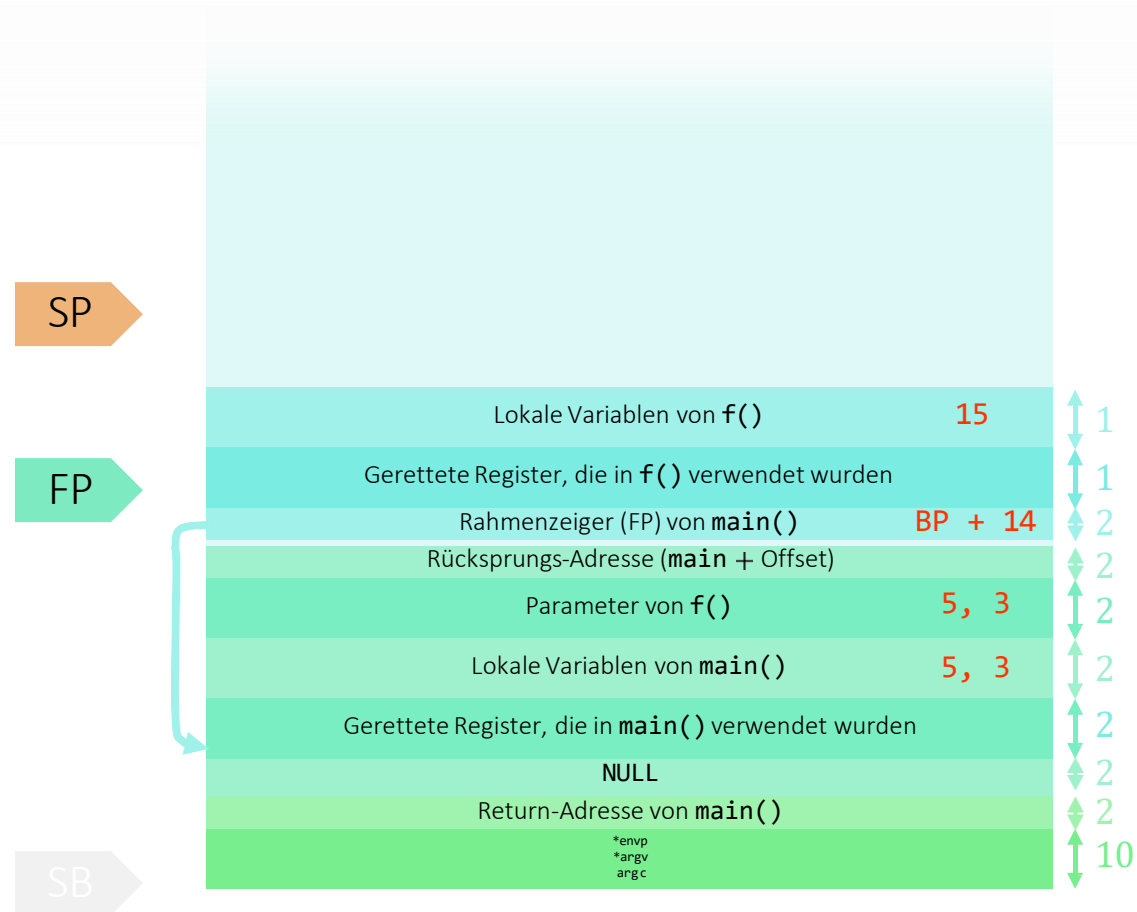 SP
Lokale Variablen von f() 15 1
FP
Gerettete Register, die in f() verwendet wurden 1
Rahmenzeiger (FP) von main() BP + 14 2
Rücksprungs-Adresse (main + Offset) 2
Parameter von f() 5, 3 2
Lokale Variablen von main() 5, 3 2
Gerettete Register, die in main() verwendet wurden 2
NULL 2
Return-Adresse von main() 2
*envp
*argv
argc
10
SB